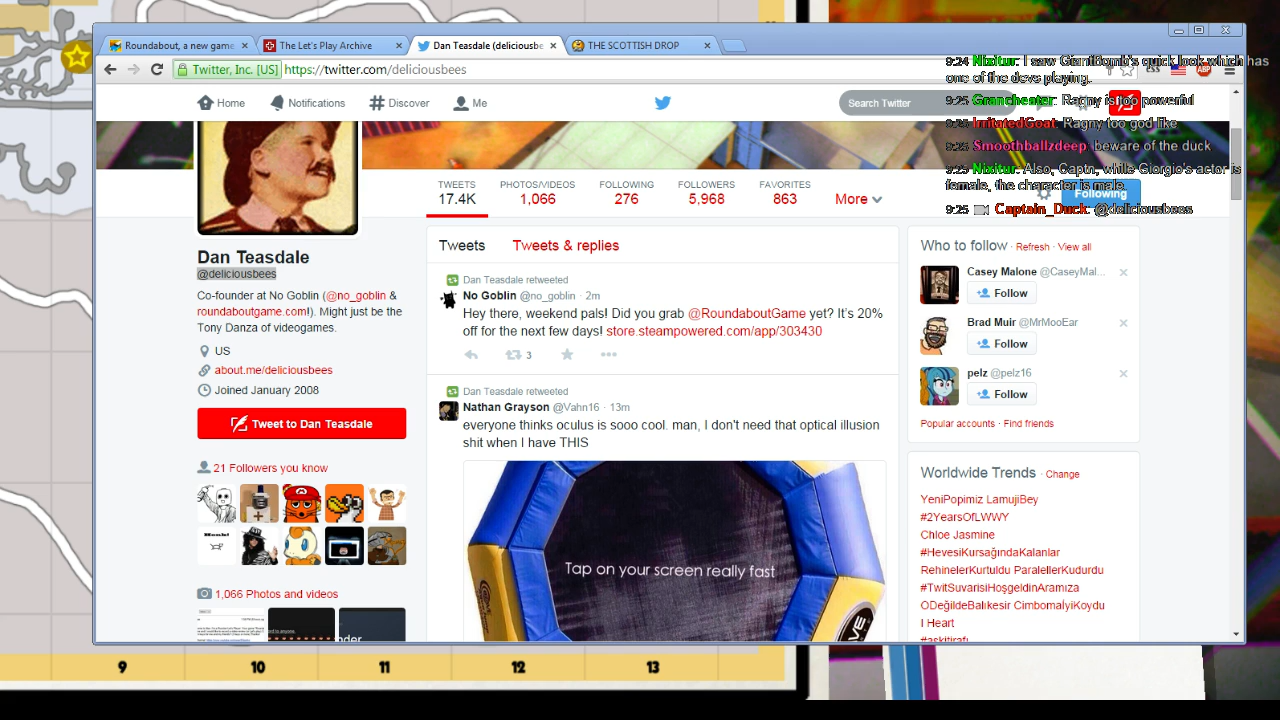 Roundabout, a new game
The Let's Play Archive
Dan Teasdale (deliciousbe
THE SCOTTISH DROP
Twitter, Inc. [US]
https://twitter.com/deliciousbees
ABP
9:24 Nixitur: I saw GiantBomb's quick look which has
one of the devs playing.
9:25 Grancheater: Ragny is too powerful
9:25 IrritatedGoat: Ragny too god like
9:25 Smoothballzdeep: beware of the duck
9:25 Nixitur: Also, Captn, while Giorgio's actor is
female, the character is male.
9:25 Captain_Duck: @deliciousbees
Home
Notifications
Discover
Me
Search Twitter
TWEETS
17.4K
PHOTOS/VIDEOS
1,066
FOLLOWING
276
FOLLOWERS
5,968
FAVORITES
863
More
Following
Dan Teasdale
@deliciousbees
Co-founder at No Goblin (@no_goblin &
roundaboutgame.com!). Might just be the
Tony Danza of videogames.
US
about.me/deliciousbees
Joined January 2008
Tweet to Dan Teasdale
21 Followers you know
1,066 Photos and videos
Tweets
Tweets & replies
Dan Teasdale retweeted
No Goblin @no_goblin · 2m
Hey there, weekend pals! Did you grab @RoundaboutGame yet? It's 20%
off for the next few days! store.steampowered.com/app/303430
3
Dan Teasdale retweeted
Nathan Grayson @Vahn16 · 13m
everyone thinks oculus is sooo cool. man, I don't need that optical illusion
shit when I have THIS
Tap on your screen really fast
Who to follow · Refresh · View all
Casey Malone @CaseyMal...
Follow
Brad Muir @MrMooEar
Follow
pelz @pelz16
Follow
Popular accounts · Find friends
Worldwide Trends · Change
YeniPopimiz LamujiBey
#2YearsOfLWWY
Chloe Jasmine
#HevesiKursağındaKalanlar
RehinelerKurtuldu ParalellerKudurdu
#TwitSuvarisiHoşgeldinAramıza
ODeğildeBalıkesir CimbomaİyiKoydu
I Heart
#askitirafı
9
10
11
12
13